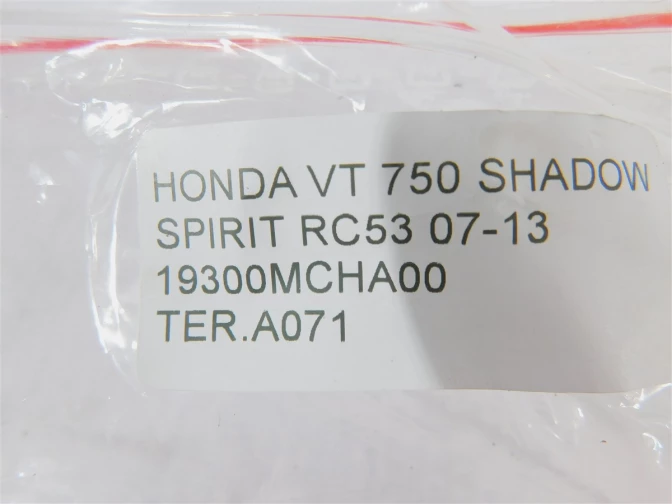 HONDA VT 750 SHADOW
SPIRIT RC53 07-13
19300MCHA00
TER.A071